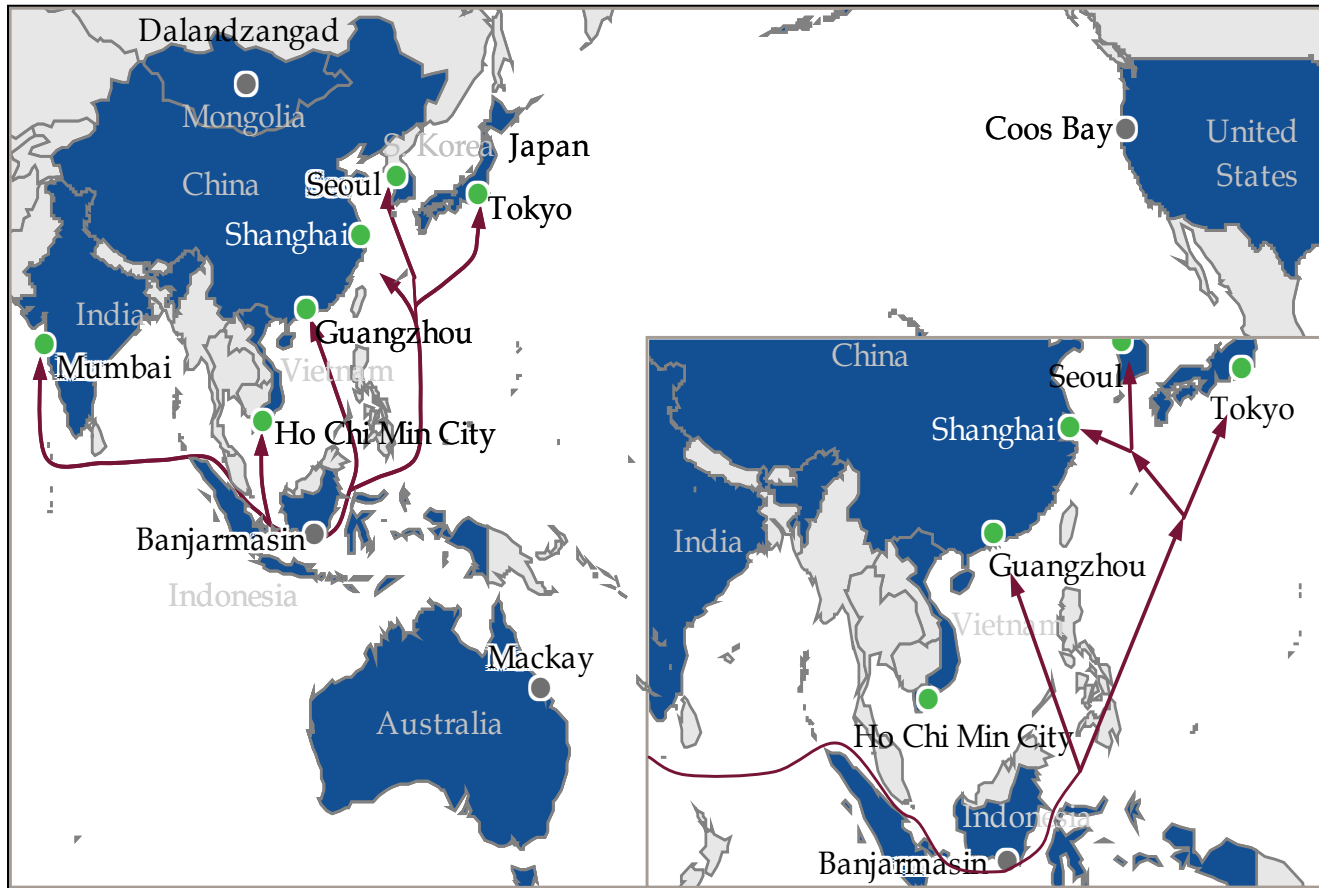 Dalandzangad
Mongolia
S. Korea
Japan
China
Seoul
Tokyo
Shanghai
India
Guangzhou
Mumbai
Vietnam
Ho Chi Min City
Banjarmasin
Indonesia
Mackay
Australia
Coos Bay
United
States
China
Seoul
Tokyo
Shanghai
India
Guangzhou
Vietnam
Ho Chi Min City
Indonesia
Banjarmasin